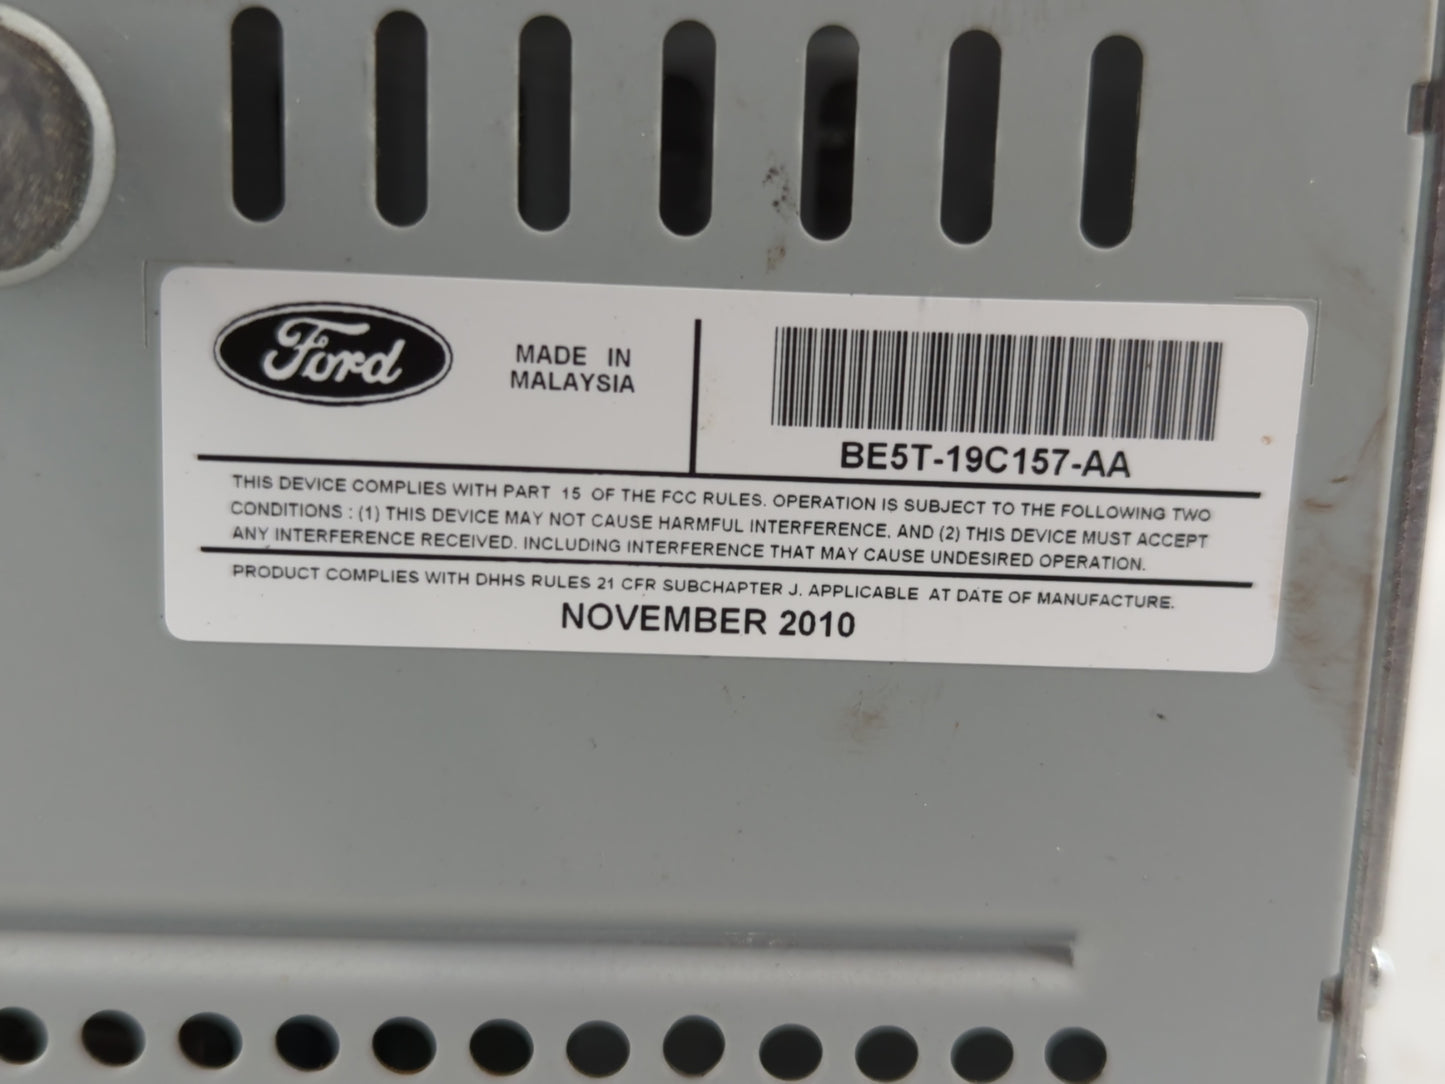 Ford
MADE IN
MALAYSIA
BE5T-19C157-AA
THIS DEVICE COMPLIES WITH PART 15 OF THE FCC RULES. OPERATION IS SUBJECT TO THE FOLLOWING TWO
CONDITIONS : (1) THIS DEVICE MAY NOT CAUSE HARMFUL INTERFERENCE, AND (2) THIS DEVICE MUST ACCEPT
ANY INTERFERENCE RECEIVED. INCLUDING INTERFERENCE THAT MAY CAUSE UNDESIRED OPERATION.
PRODUCT COMPLIES WITH DHHS RULES 21 CFR SUBCHAPTER J. APPLICABLE AT DATE OF MANUFACTURE.
NOVEMBER 2010